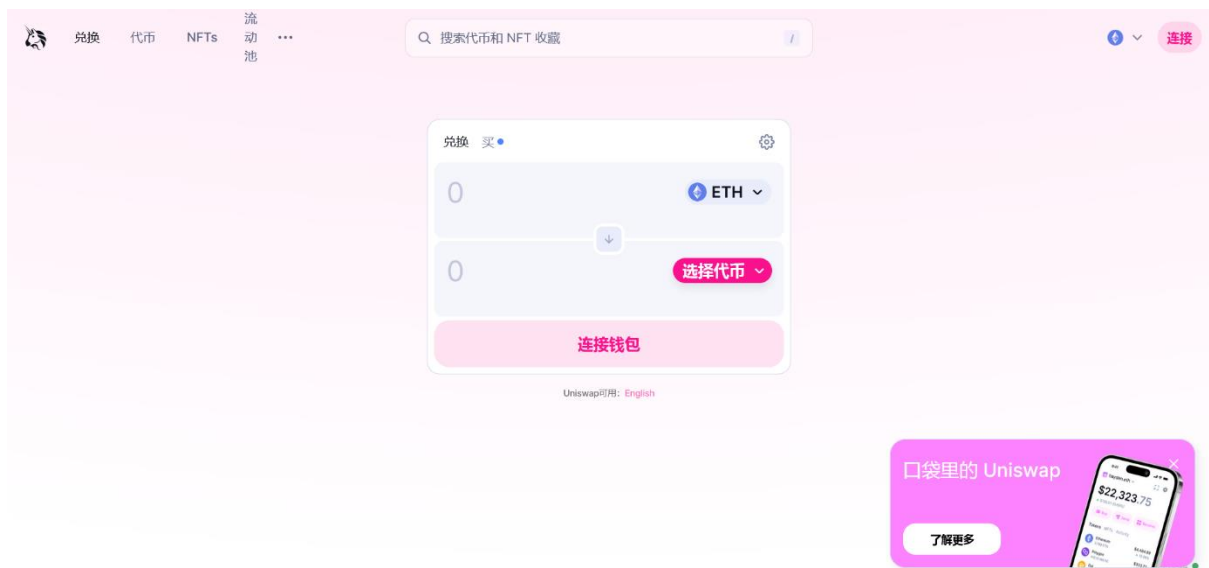 兑换 代币 NFTs 流动池 ... 搜索代币和 NFT 收藏 / 连接
兑换 买
0 ETH
0 选择代币
连接钱包
Uniswap可用: English
口袋里的 Uniswap
$22,323.75
了解更多